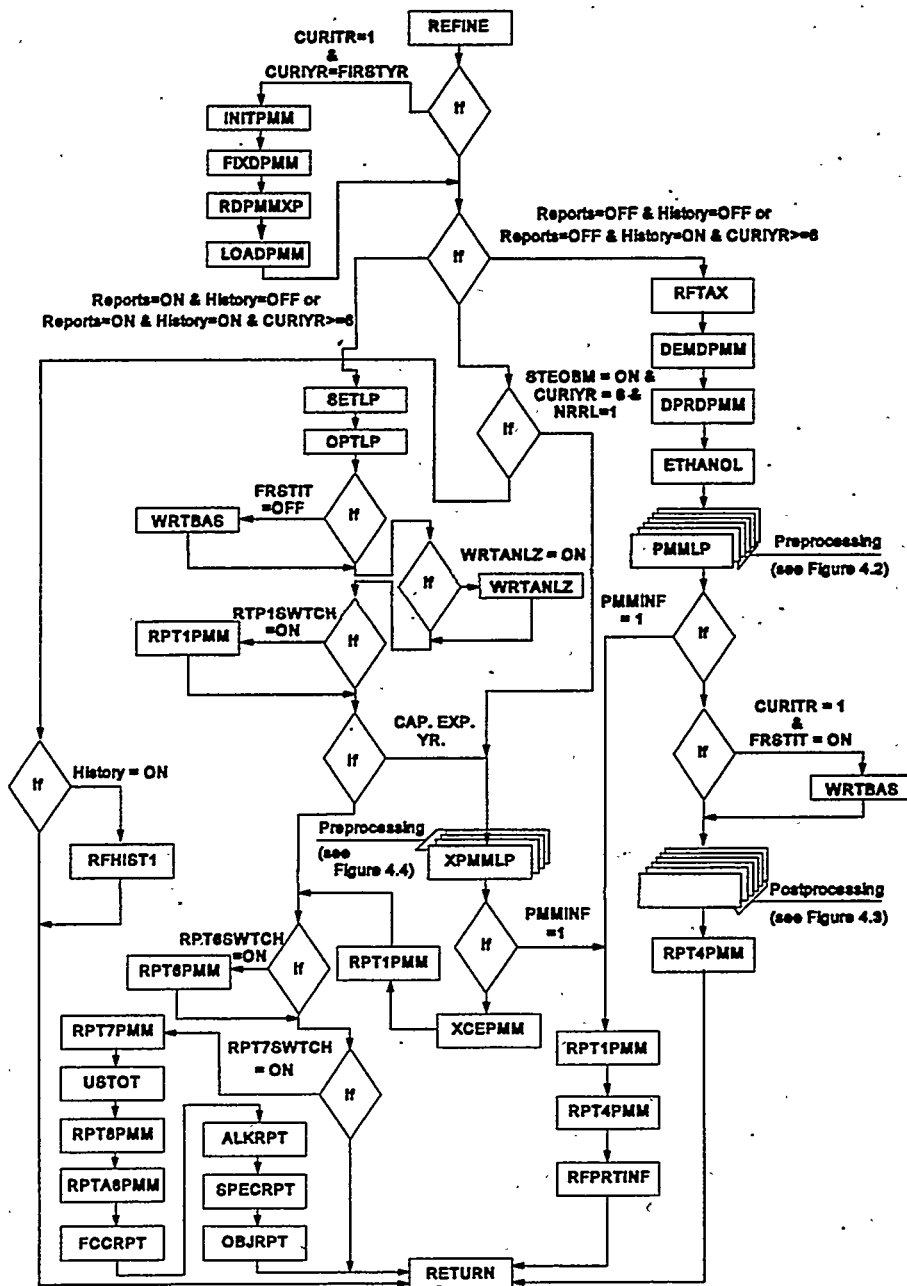 REFINE
CURITR=1
&
CURIYR=FIRSTYR
If
INITPMM
FIXDPMM
RDPMMXP
LOADPMM
If
Reports=OFF & History=OFF or
Reports=OFF & History=ON & CURIYR>=6
Reports=ON & History=OFF or
Reports=ON & History=ON & CURIYR>=6
RFTAX
DEMDPMM
DPRDPMM
ETHANOL
PMMLP
Preprocessing
(see Figure 4.2)
STEOBM = ON &
CURIYR = 6 &
NRRL=1
If
SETLP
OPTLP
FRSTIT
=OFF
If
WRTBAS
WRTANLZ = ON
If
WRTANLZ
RTP1SWTCH
=ON
If
RPT1PMM
PMMINF
= 1
If
CURITR = 1
&
FRSTIT = ON
If
WRTBAS
CAP. EXP.
YR.
If
If
History = ON
RFHIST1
Preprocessing
(see
Figure 4.4)
XPMMLP
Postprocessing
(see Figure 4.3)
RPT4PMM
PMMINF
=1
If
RPT1PMM
XCEPMM
RPT6SWTCH
=ON
If
RPT6PMM
RPT7SWTCH
= ON
If
RPT7PMM
USTOT
RPT8PMM
RPTA6PMM
FCCRPT
ALKRPT
SPECRPT
OBJRPT
RPT1PMM
RPT4PMM
RFPRTINF
RETURN